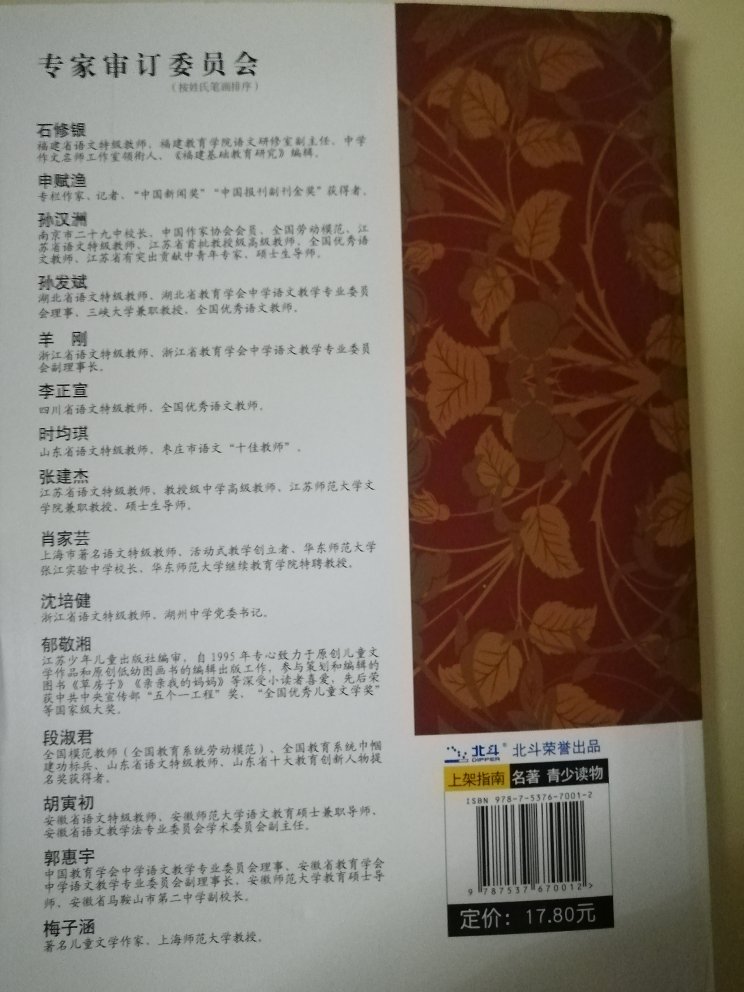 专家审订委员会
（按姓氏笔画排序）
石修银
福建省语文特级教师，福建教育学院语文研修室副主任，中学
作文名师工作室领衔人，《福建基础教育研究》编辑。
申赋渔
专栏作家、记者，“中国新闻奖”“中国报刊副刊金奖”获得者。
孙汉洲
南京市二十九中校长，中国作家协会会员、全国劳动模范、江
苏省语文特级教师、江苏省首批教授级高级教师，全国优秀语
文教师，江苏省有突出贡献中青年专家、硕士生导师。
孙发斌
湖北省语文特级教师、湖北省教育学会中学语文教学专业委员
会理事，三峡大学兼职教授，全国优秀语文教师。
羊　刚
浙江省语文特级教师、浙江省教育学会中学语文教学专业委员
会副理事长。
李正宣
四川省语文特级教师，全国优秀语文教师。
时均琪
山东省语文特级教师，枣庄市语文“十佳教师”。
张建杰
江苏省语文特级教师、教授级中学高级教师，江苏师范大学文
学院兼职教授，硕士生导师。
肖家芸
上海市著名语文特级教师、活动式教学创立者、华东师范大学
张江实验中学校长，华东师范大学继续教育学院特聘教授。
沈培健
浙江省语文特级教师、湖州中学党委书记。
郁敬湘
江苏少年儿童出版社编审，自 1995 年专心致力于原创儿童文
学作品和原创低幼图画书的编辑出版工作，参与策划和编辑的
图书《草房子》《亲亲我的妈妈》等深受小读者喜爱，先后荣
获中共中央宣传部“五个一工程”奖，“全国优秀儿童文学奖”
等国家级大奖。
段淑君
全国模范教师（全国教育系统劳动模范）、全国教育系统巾帼
建功标兵、山东省语文特级教师、山东省十大教育创新人物提
名奖获得者。
胡寅初
安徽省语文特级教师，安徽师范大学语文教育硕士兼职导师，
安徽省语文教学法专业委员会学术委员会副主任。
郭惠宇
中国教育学会中学语文教学专业委员会理事、安徽省教育学会
中学语文教学专业委员会副理事长，安徽师范大学教育硕士导
师，安徽省马鞍山市第二中学副校长。
梅子涵
著名儿童文学作家，上海师范大学教授。
北斗® 北斗荣誉出品
DIPPER
上架指南 名著 青少读物
ISBN 978-7-5376-7001-2
9 787537 670012 >
定价：17.80元